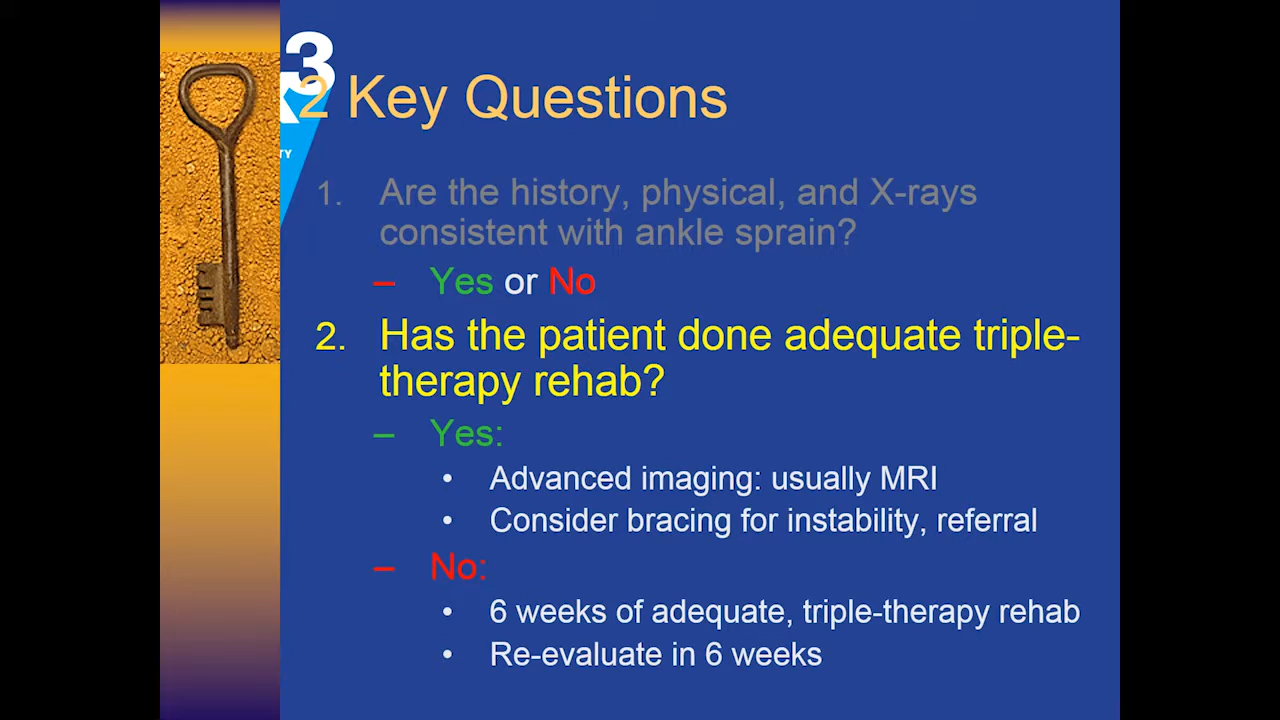 3
2 Key Questions
TY
1. Are the history, physical, and X-rays
consistent with ankle sprain?
– Yes or No
2. Has the patient done adequate triple-
therapy rehab?
– Yes:
• Advanced imaging: usually MRI
• Consider bracing for instability, referral
– No:
• 6 weeks of adequate, triple-therapy rehab
• Re-evaluate in 6 weeks